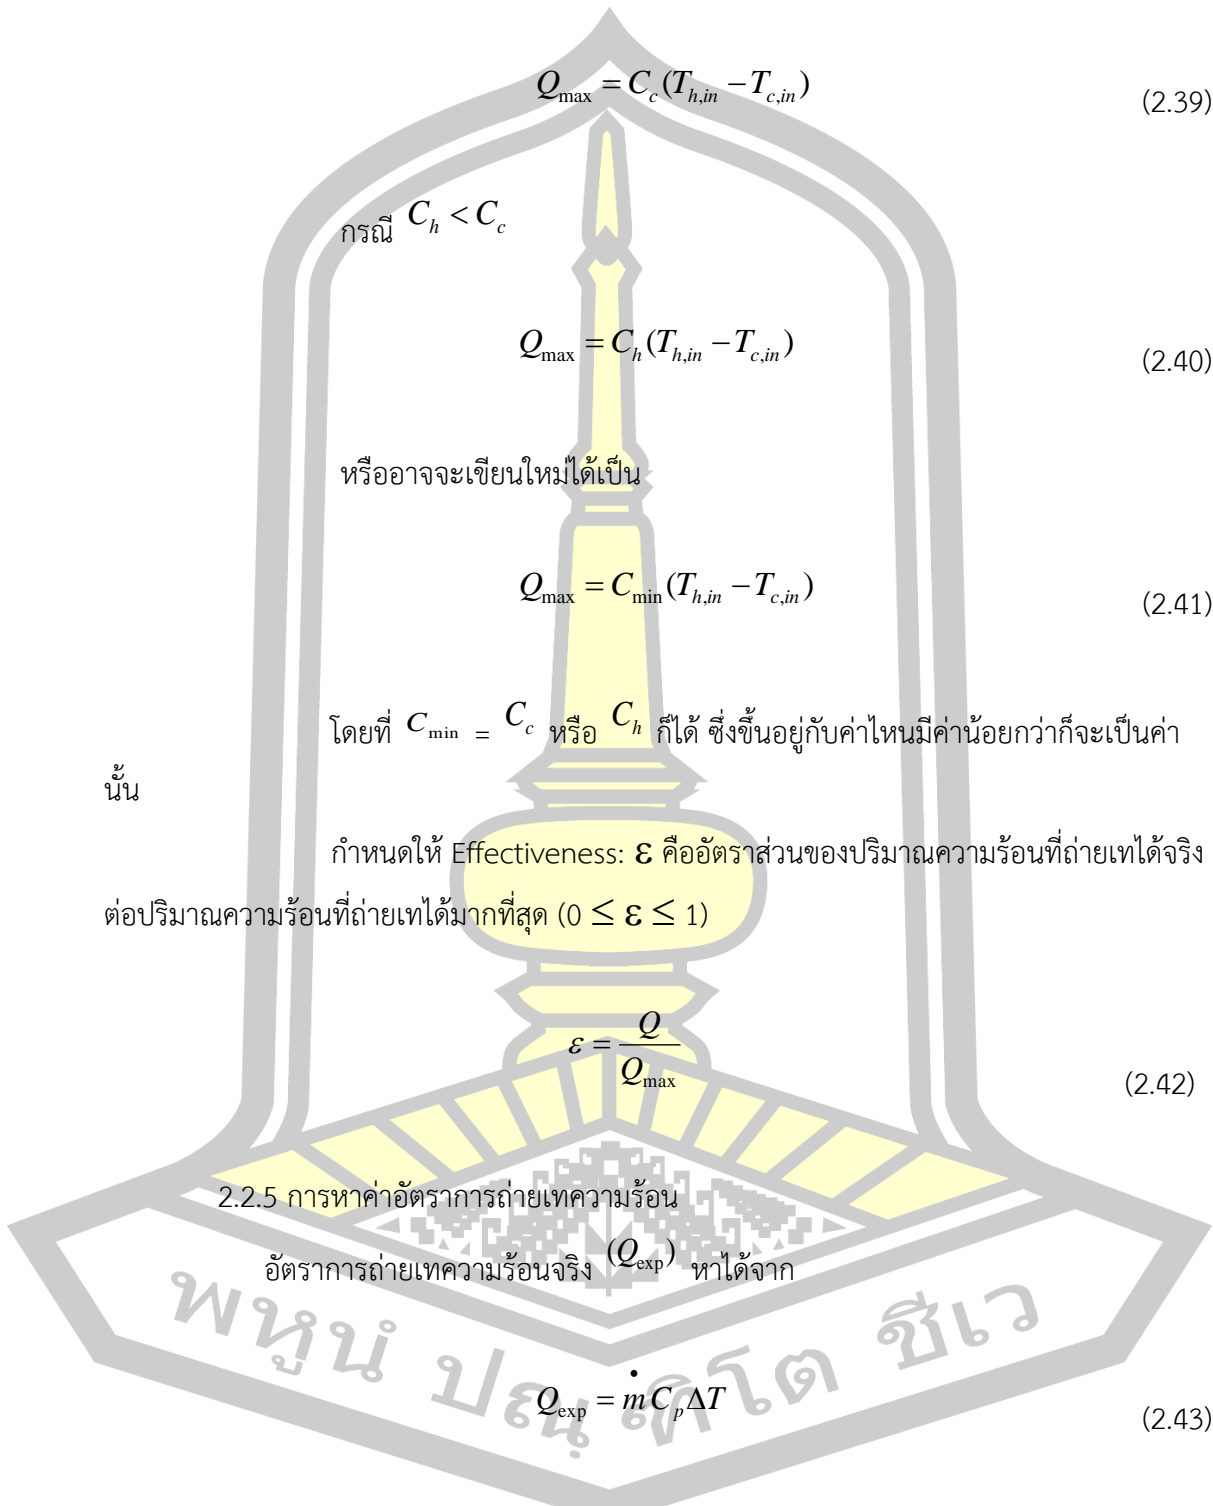 Q_max = C_c (T_h,in − T_c,in) (2.39)
กรณี C_h < C_c
Q_max = C_h (T_h,in − T_c,in) (2.40)
หรืออาจจะเขียนใหม่ได้เป็น
Q_max = C_min (T_h,in − T_c,in) (2.41)
โดยที่ C_min = C_c หรือ C_h ก็ได้ ซึ่งขึ้นอยู่กับค่าไหนมีค่าน้อยกว่าก็จะเป็นค่า
นั้น
กำหนดให้ Effectiveness: ε คืออัตราส่วนของปริมาณความร้อนที่ถ่ายเทได้จริง
ต่อปริมาณความร้อนที่ถ่ายเทได้มากที่สุด (0 ≤ ε ≤ 1)
ε = Q / Q_max (2.42)
2.2.5 การหาค่าอัตราการถ่ายเทความร้อน
อัตราการถ่ายเทความร้อนจริง (Q_exp) หาได้จาก
Q_exp = ṁ C_p ΔT (2.43)
พหูนํ ปณฺฑิโต ชีเว